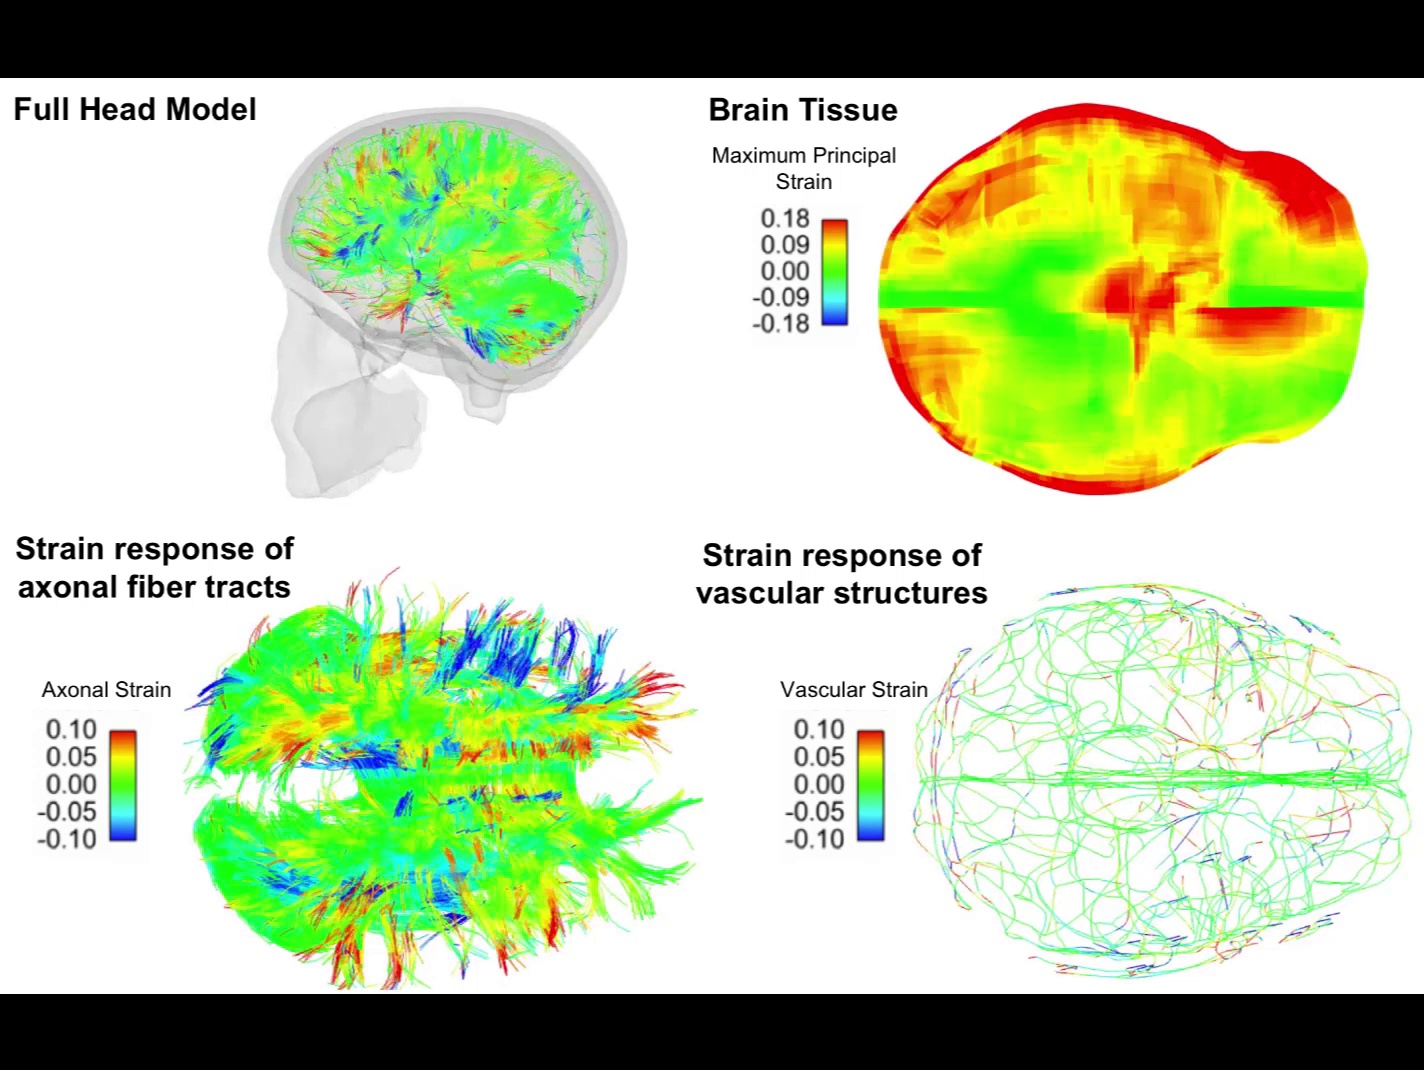 Full Head Model
Brain Tissue
Maximum Principal
Strain
0.18
0.09
0.00
-0.09
-0.18
Strain response of
axonal fiber tracts
Axonal Strain
0.10
0.05
0.00
-0.05
-0.10
Strain response of
vascular structures
Vascular Strain
0.10
0.05
0.00
-0.05
-0.10